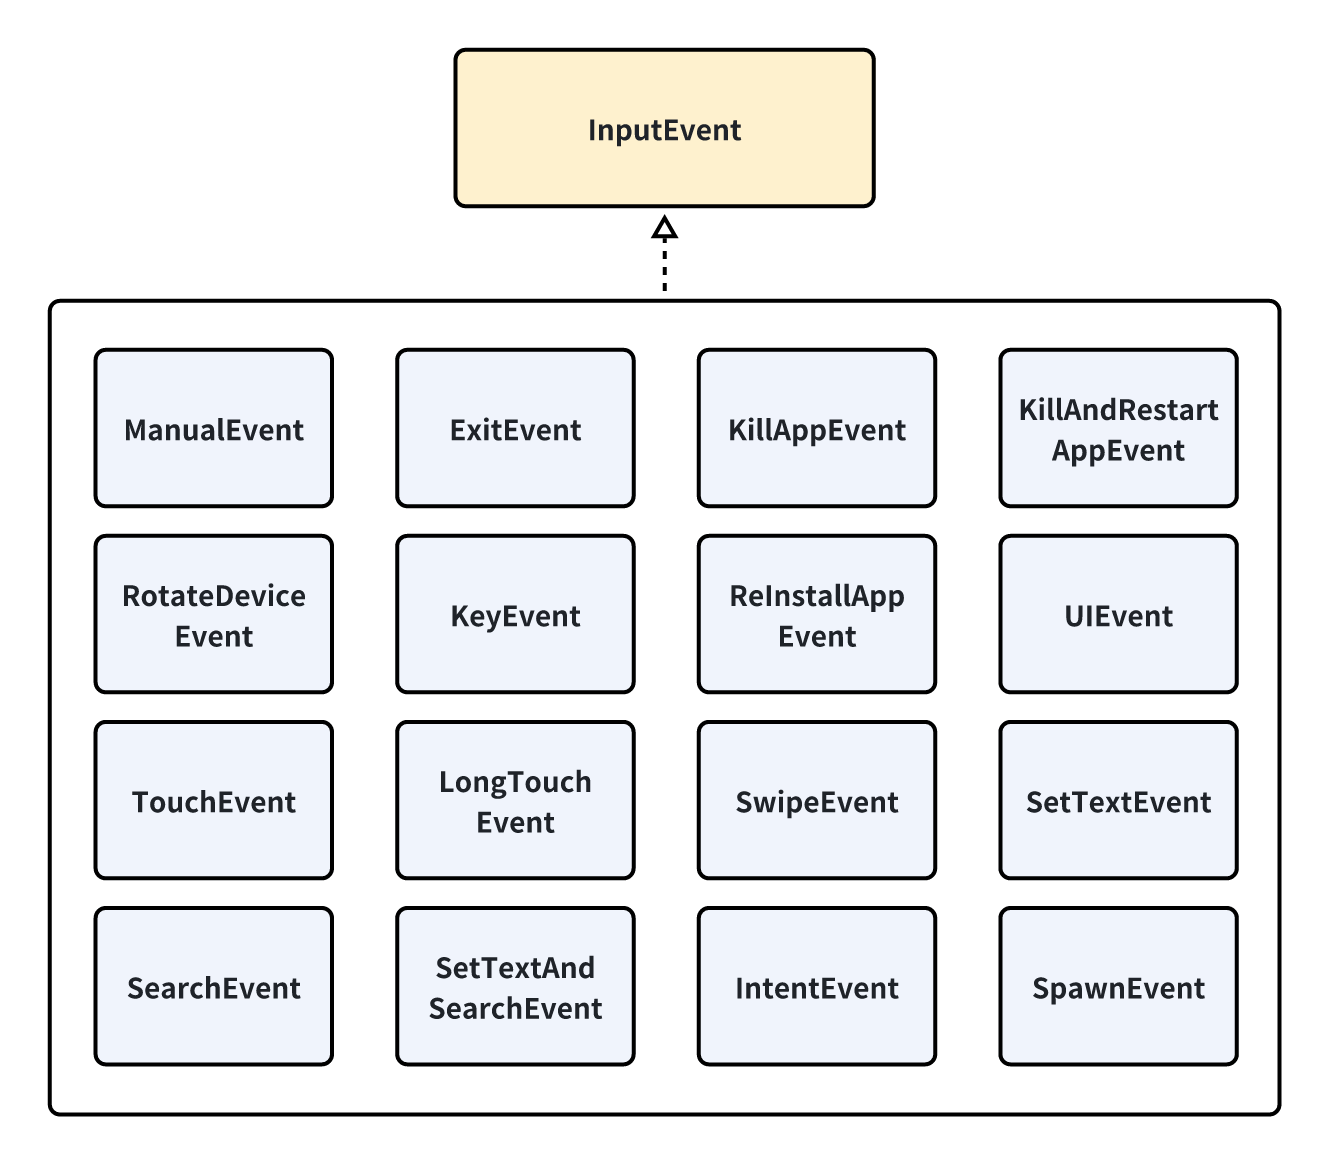 InputEvent
ManualEvent
ExitEvent
KillAppEvent
KillAndRestart
AppEvent
RotateDevice
Event
KeyEvent
ReInstallApp
Event
UIEvent
TouchEvent
LongTouch
Event
SwipeEvent
SetTextEvent
SearchEvent
SetTextAnd
SearchEvent
IntentEvent
SpawnEvent